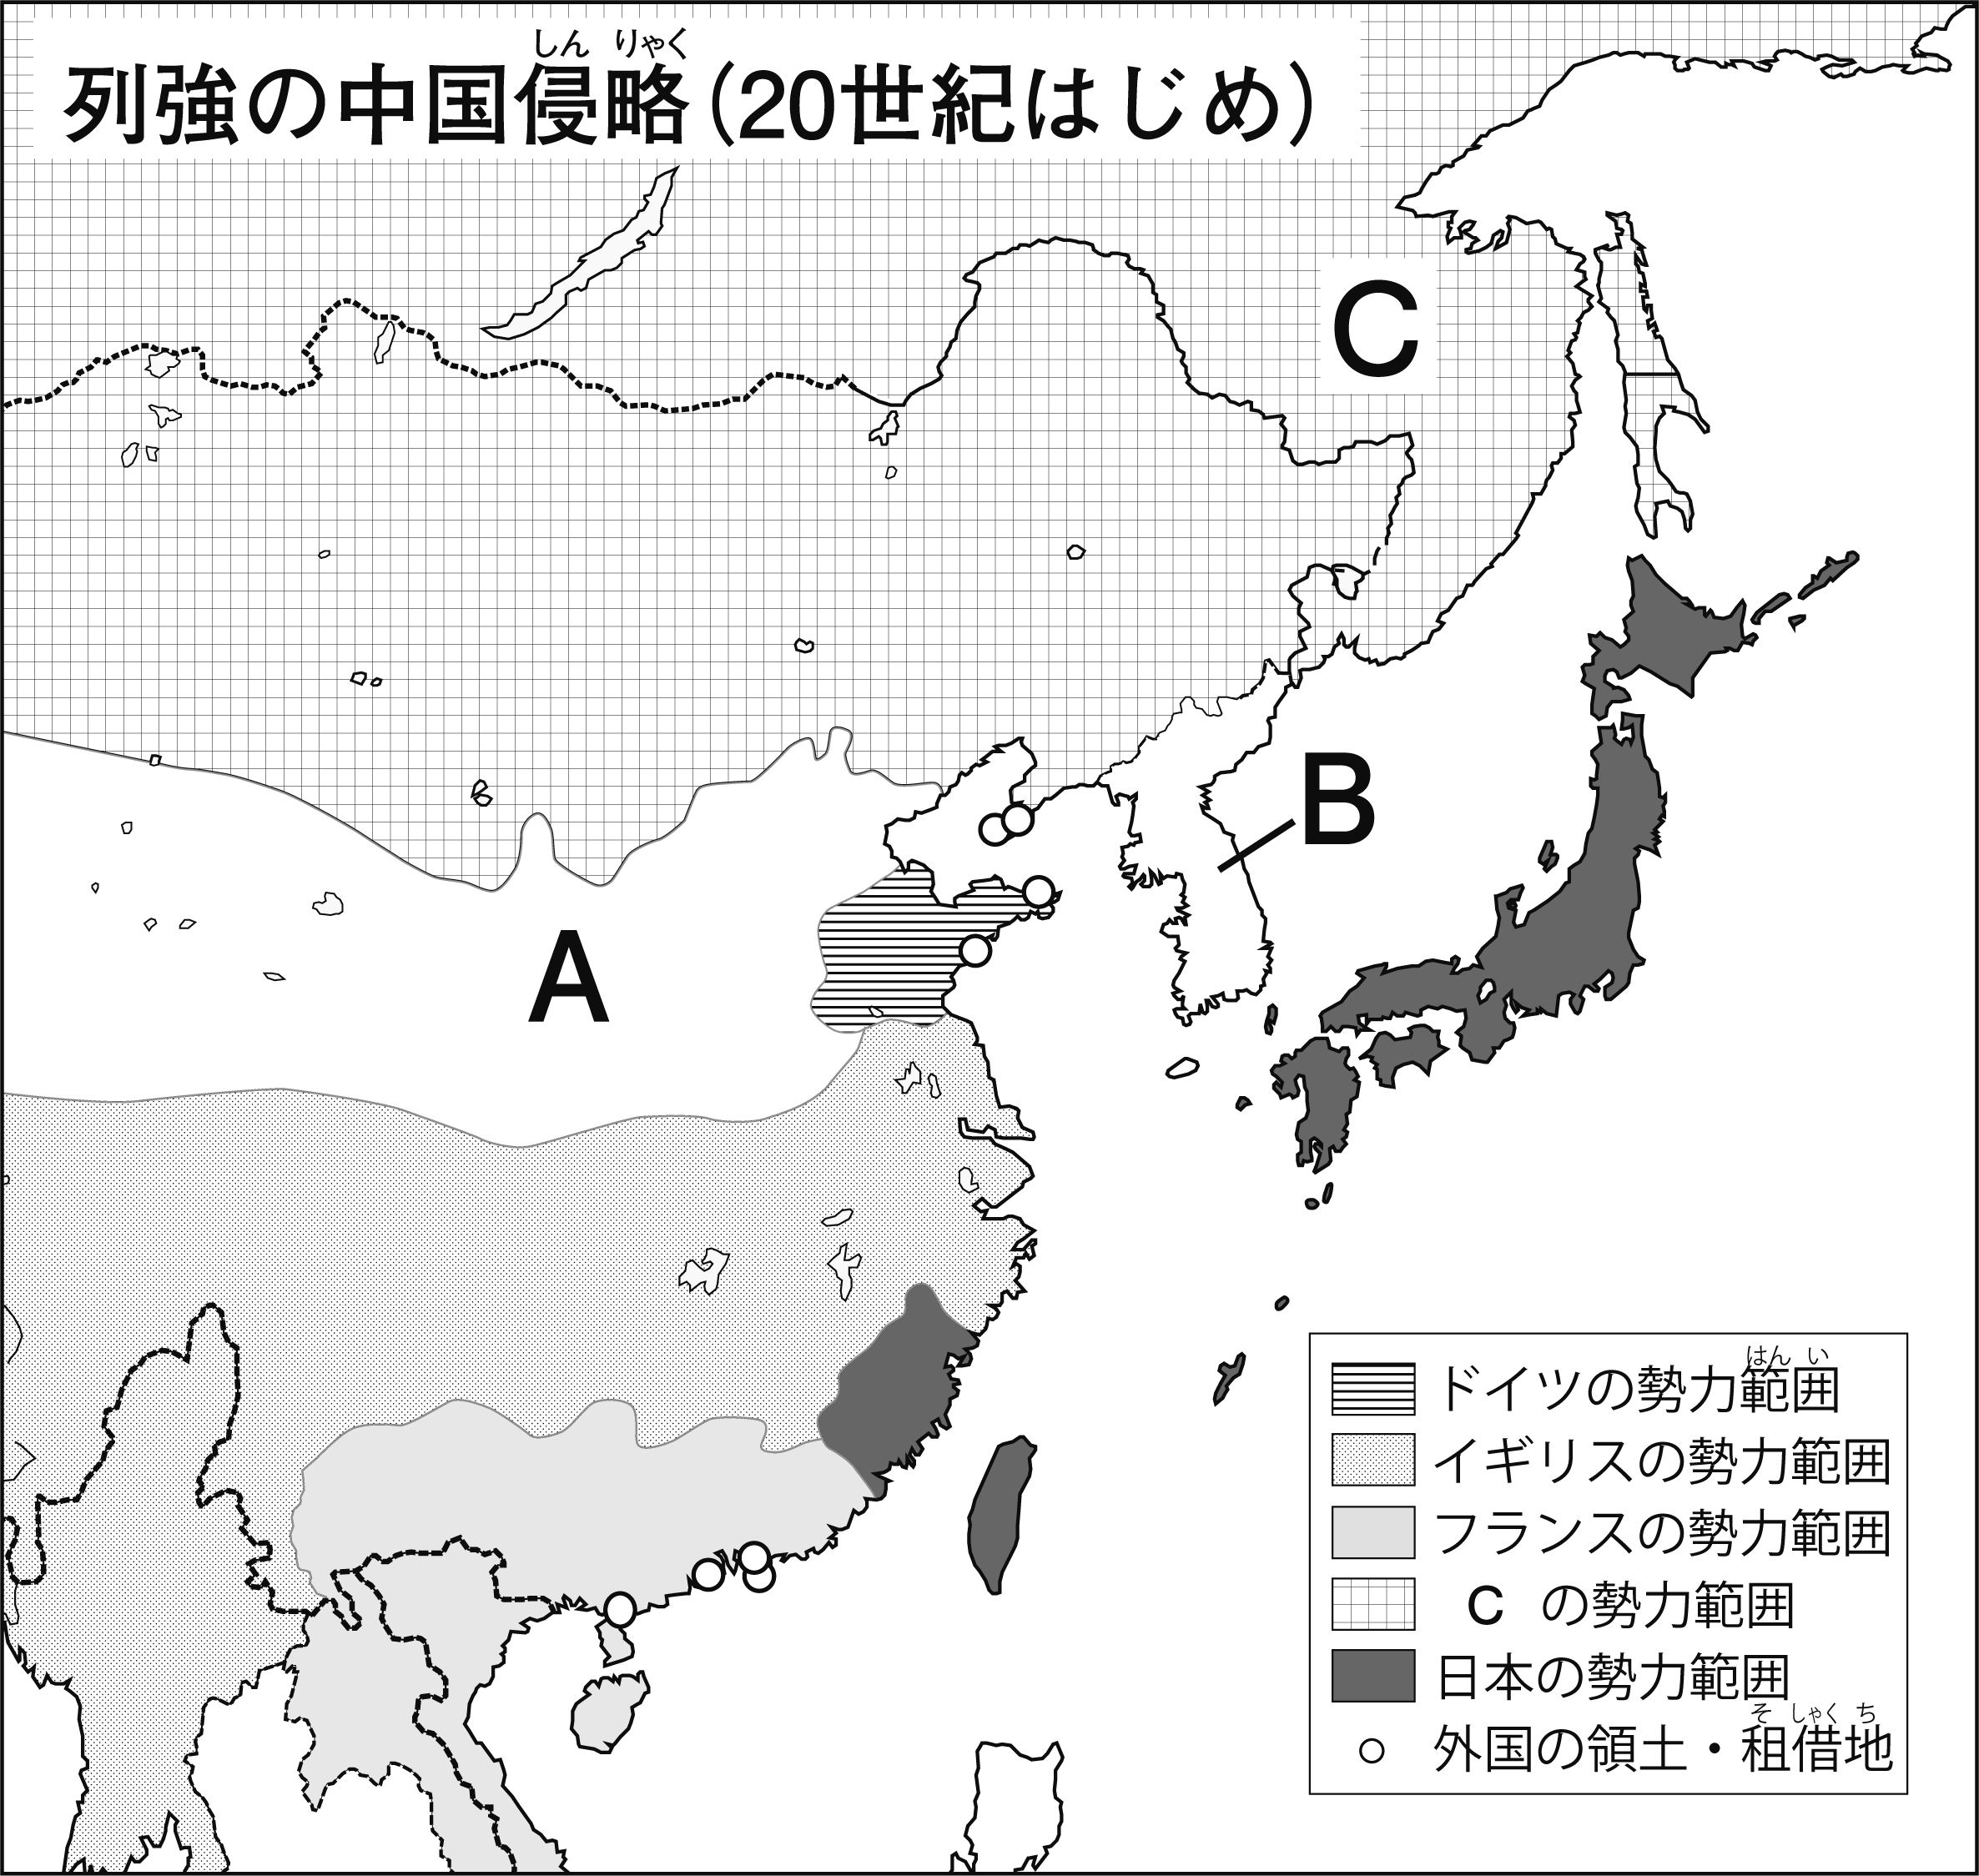 しん りゃく
列強の中国侵略(20世紀はじめ)
C
B
A
はん い
ドイツの勢力範囲
イギリスの勢力範囲
フランスの勢力範囲
C の勢力範囲
日本の勢力範囲
そ しゃく ち
外国の領土・租借地